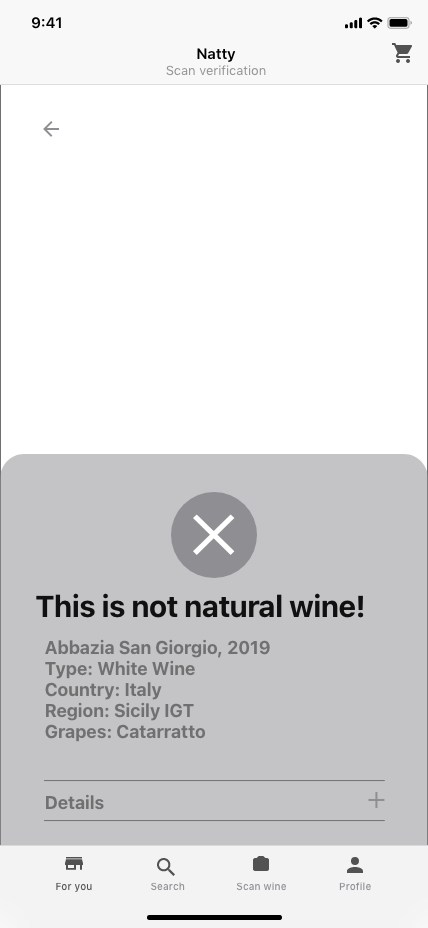 9:41
Natty
Scan verification
This is not natural wine!
Abbazia San Giorgio, 2019
Type: White Wine
Country: Italy
Region: Sicily IGT
Grapes: Catarratto
Details
For you
Search
Scan wine
Profile